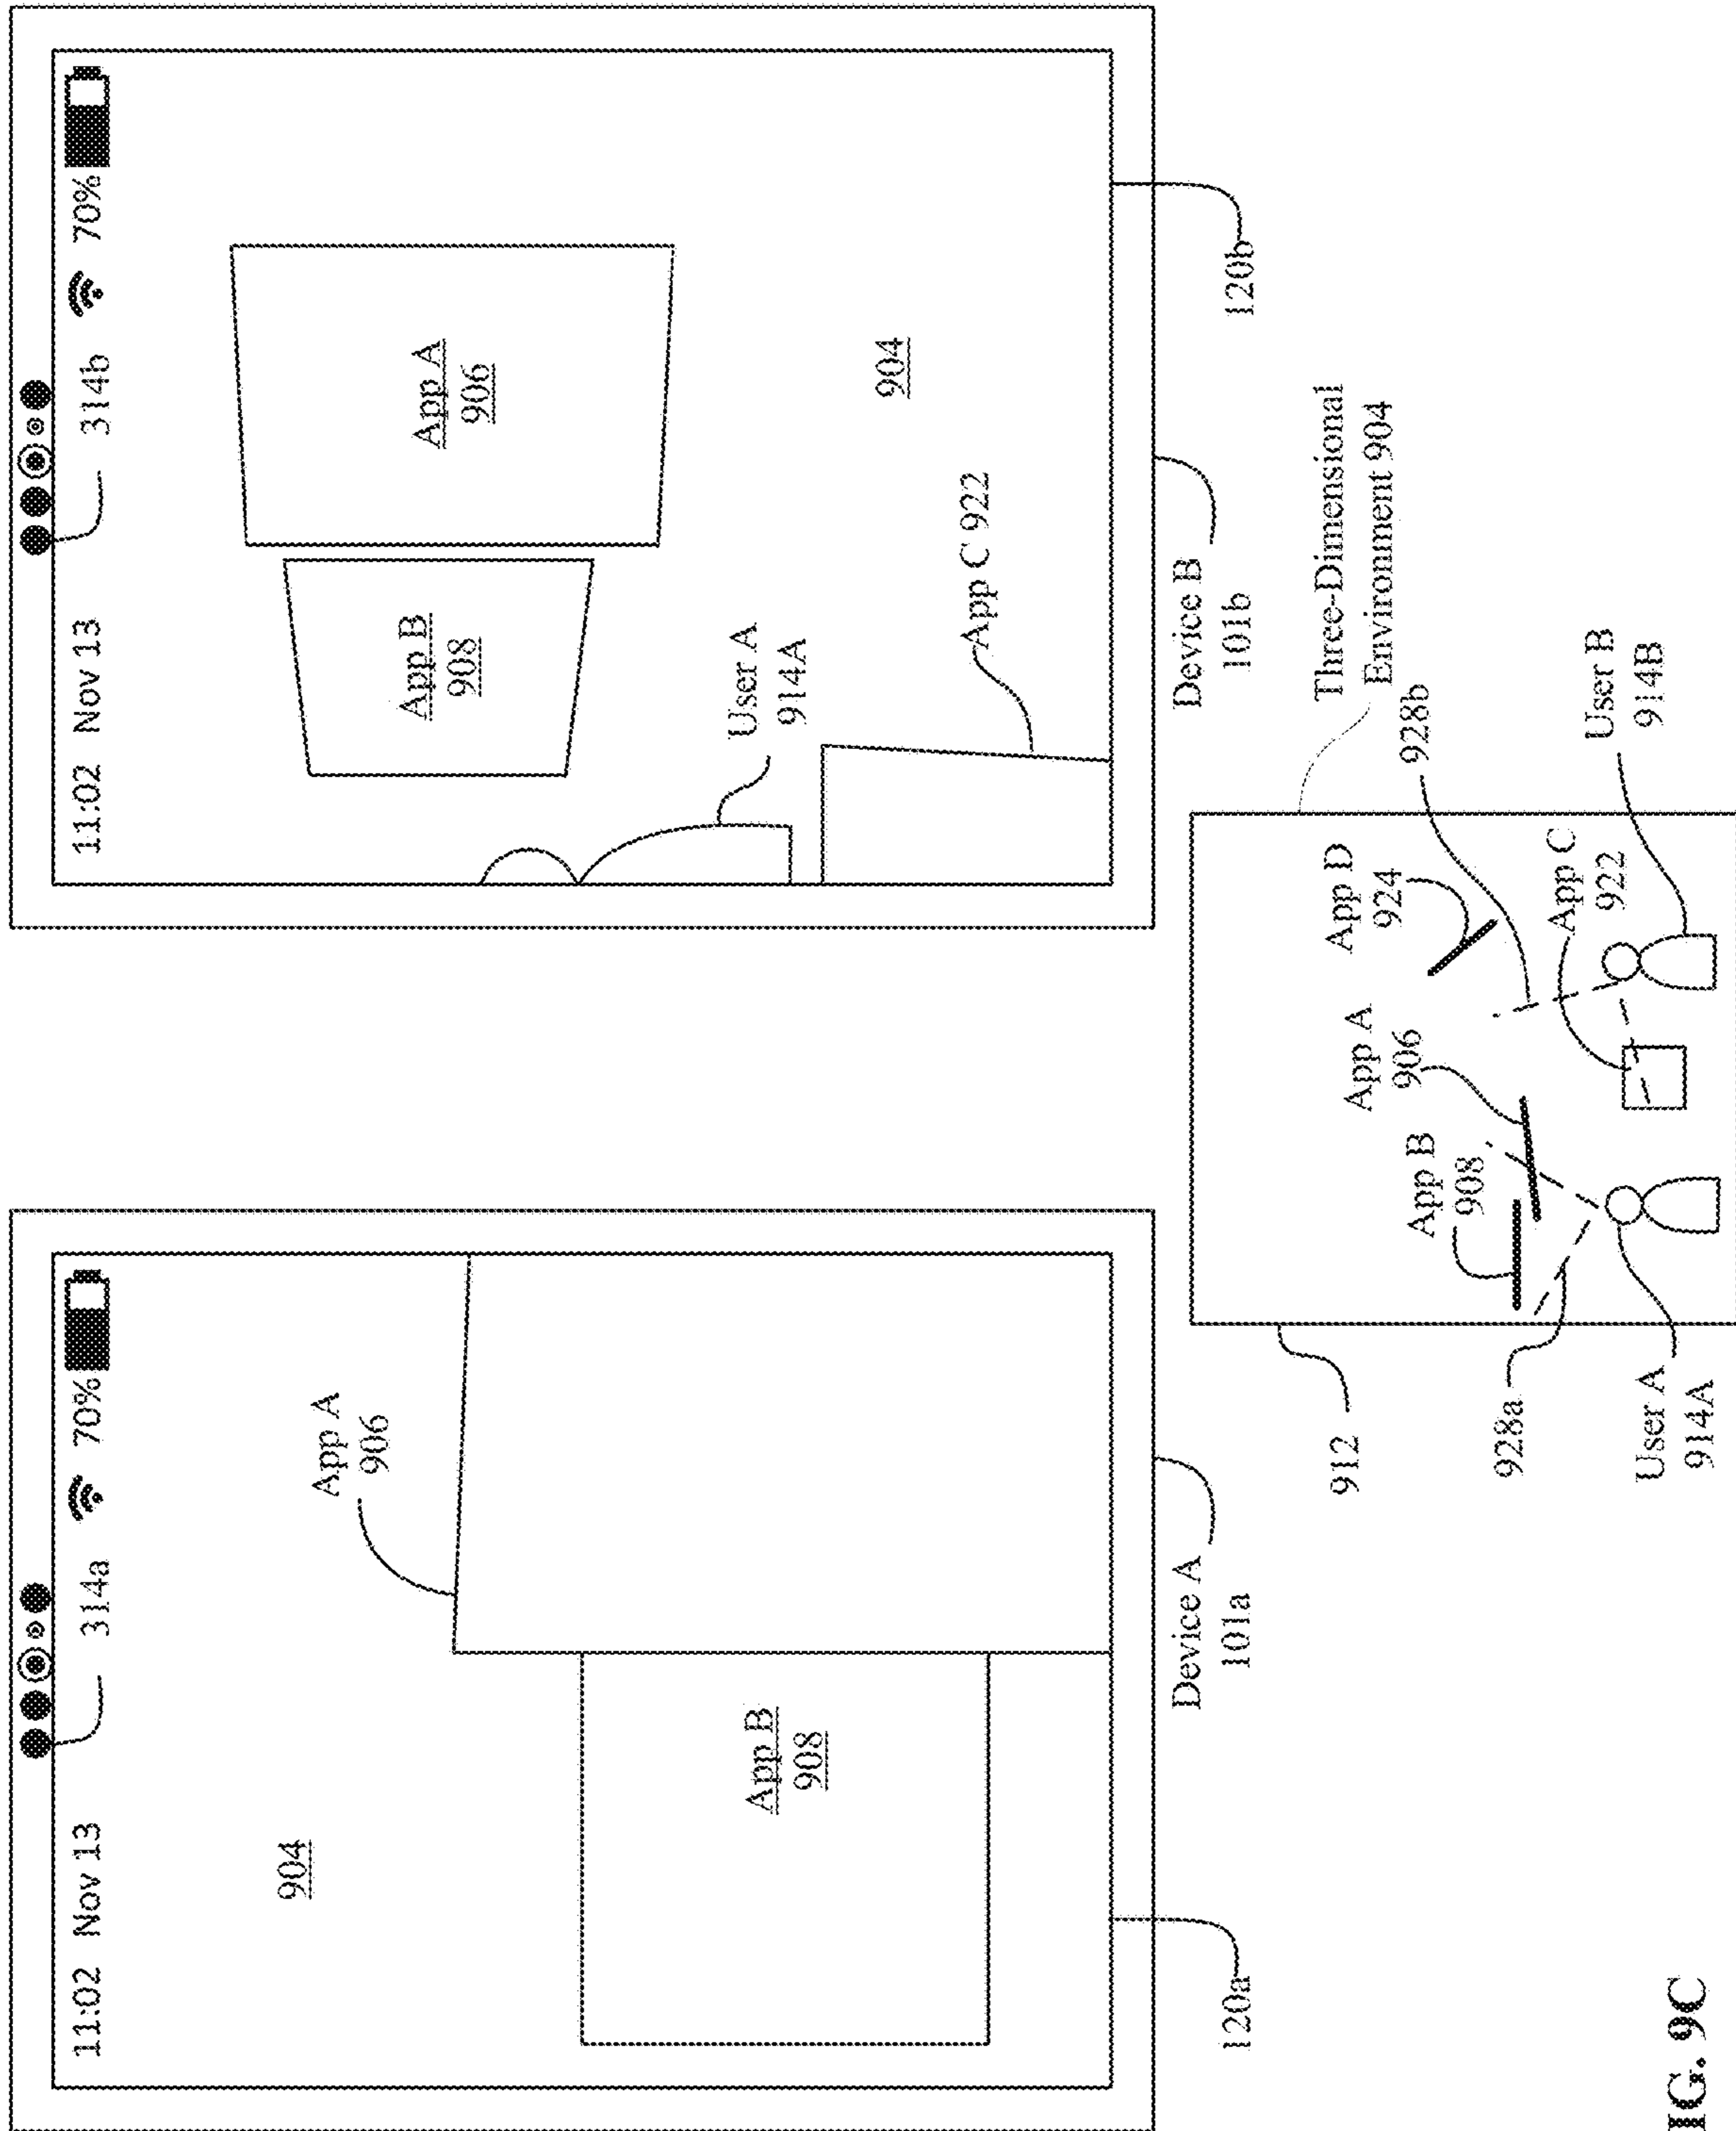 11:02 Nov 13
314a
70%
904
App A
906
App B
908
120a
Device A
101a
11:02 Nov 13
314b
70%
App B
908
App A
906
User A
914A
904
App C 922
Device B
101b
120b
Three-Dimensional
Environment 904
912
App B
908
App A
906
App D
924
928b
928a
App C
922
User A
914A
User B
914B
IG. 9C